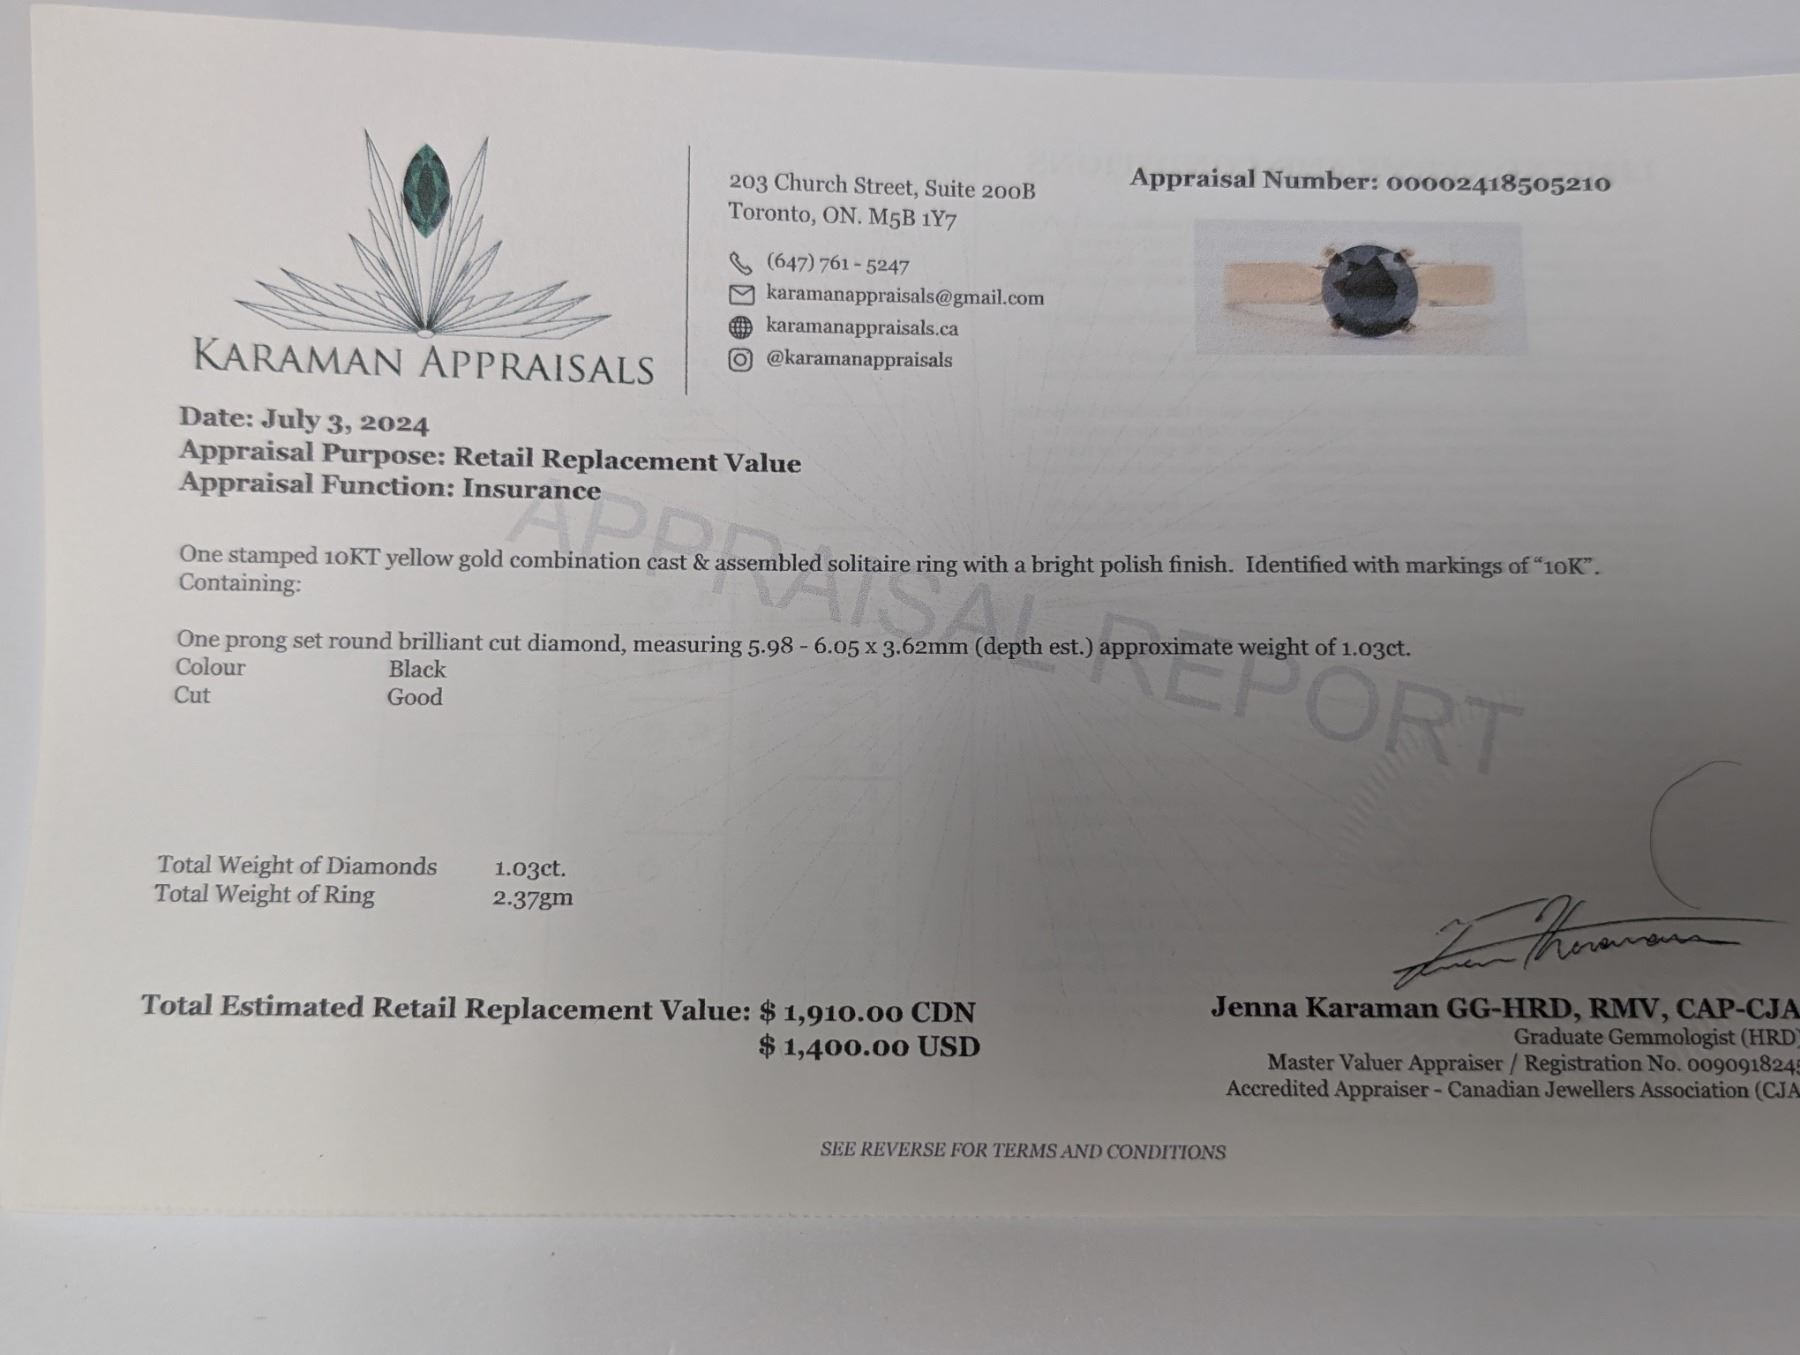 KARAMAN APPRAISALS
203 Church Street, Suite 200B
Toronto, ON. M5B 1Y7
(647) 761 - 5247
karamanappraisals@gmail.com
karamanappraisals.ca
@karamanappraisals
Appraisal Number: 00002418505210
Date: July 3, 2024
Appraisal Purpose: Retail Replacement Value
Appraisal Function: Insurance
APPRAISAL REPORT
One stamped 10KT yellow gold combination cast & assembled solitaire ring with a bright polish finish. Identified with markings of "10K".
Containing:
One prong set round brilliant cut diamond, measuring 5.98 - 6.05 x 3.62mm (depth est.) approximate weight of 1.03ct.
Colour Black
Cut Good
Total Weight of Diamonds 1.03ct.
Total Weight of Ring 2.37gm
Total Estimated Retail Replacement Value: $ 1,910.00 CDN
$ 1,400.00 USD
Jenna Karaman GG-HRD, RMV, CAP-CJA
Graduate Gemmologist (HRD)
Master Valuer Appraiser / Registration No. 009091824
Accredited Appraiser - Canadian Jewellers Association (CJA
SEE REVERSE FOR TERMS AND CONDITIONS